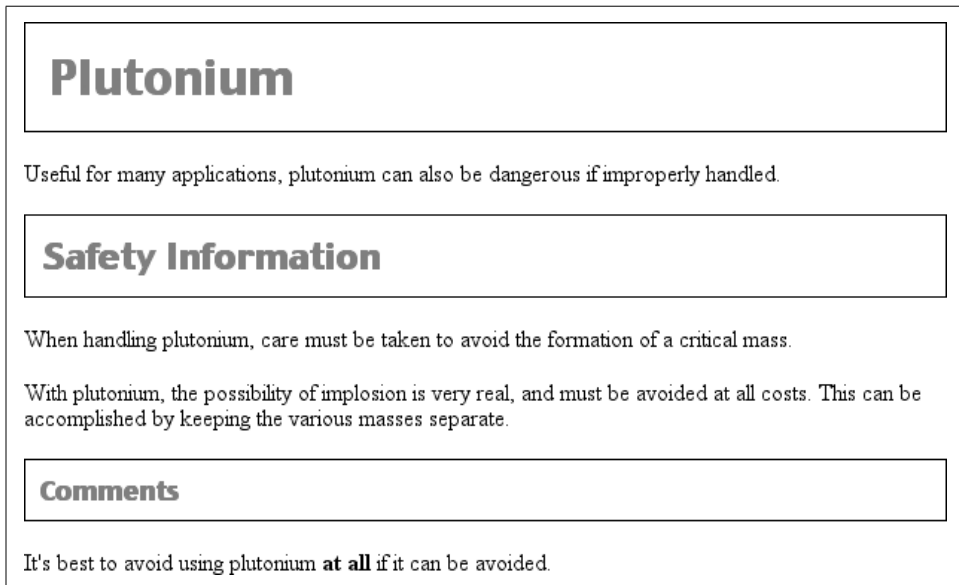 Plutonium
Useful for many applications, plutonium can also be dangerous if improperly handled.
Safety Information
When handling plutonium, care must be taken to avoid the formation of a critical mass.
With plutonium, the possibility of implosion is very real, and must be avoided at all costs. This can be
accomplished by keeping the various masses separate.
Comments
It's best to avoid using plutonium at all if it can be avoided.